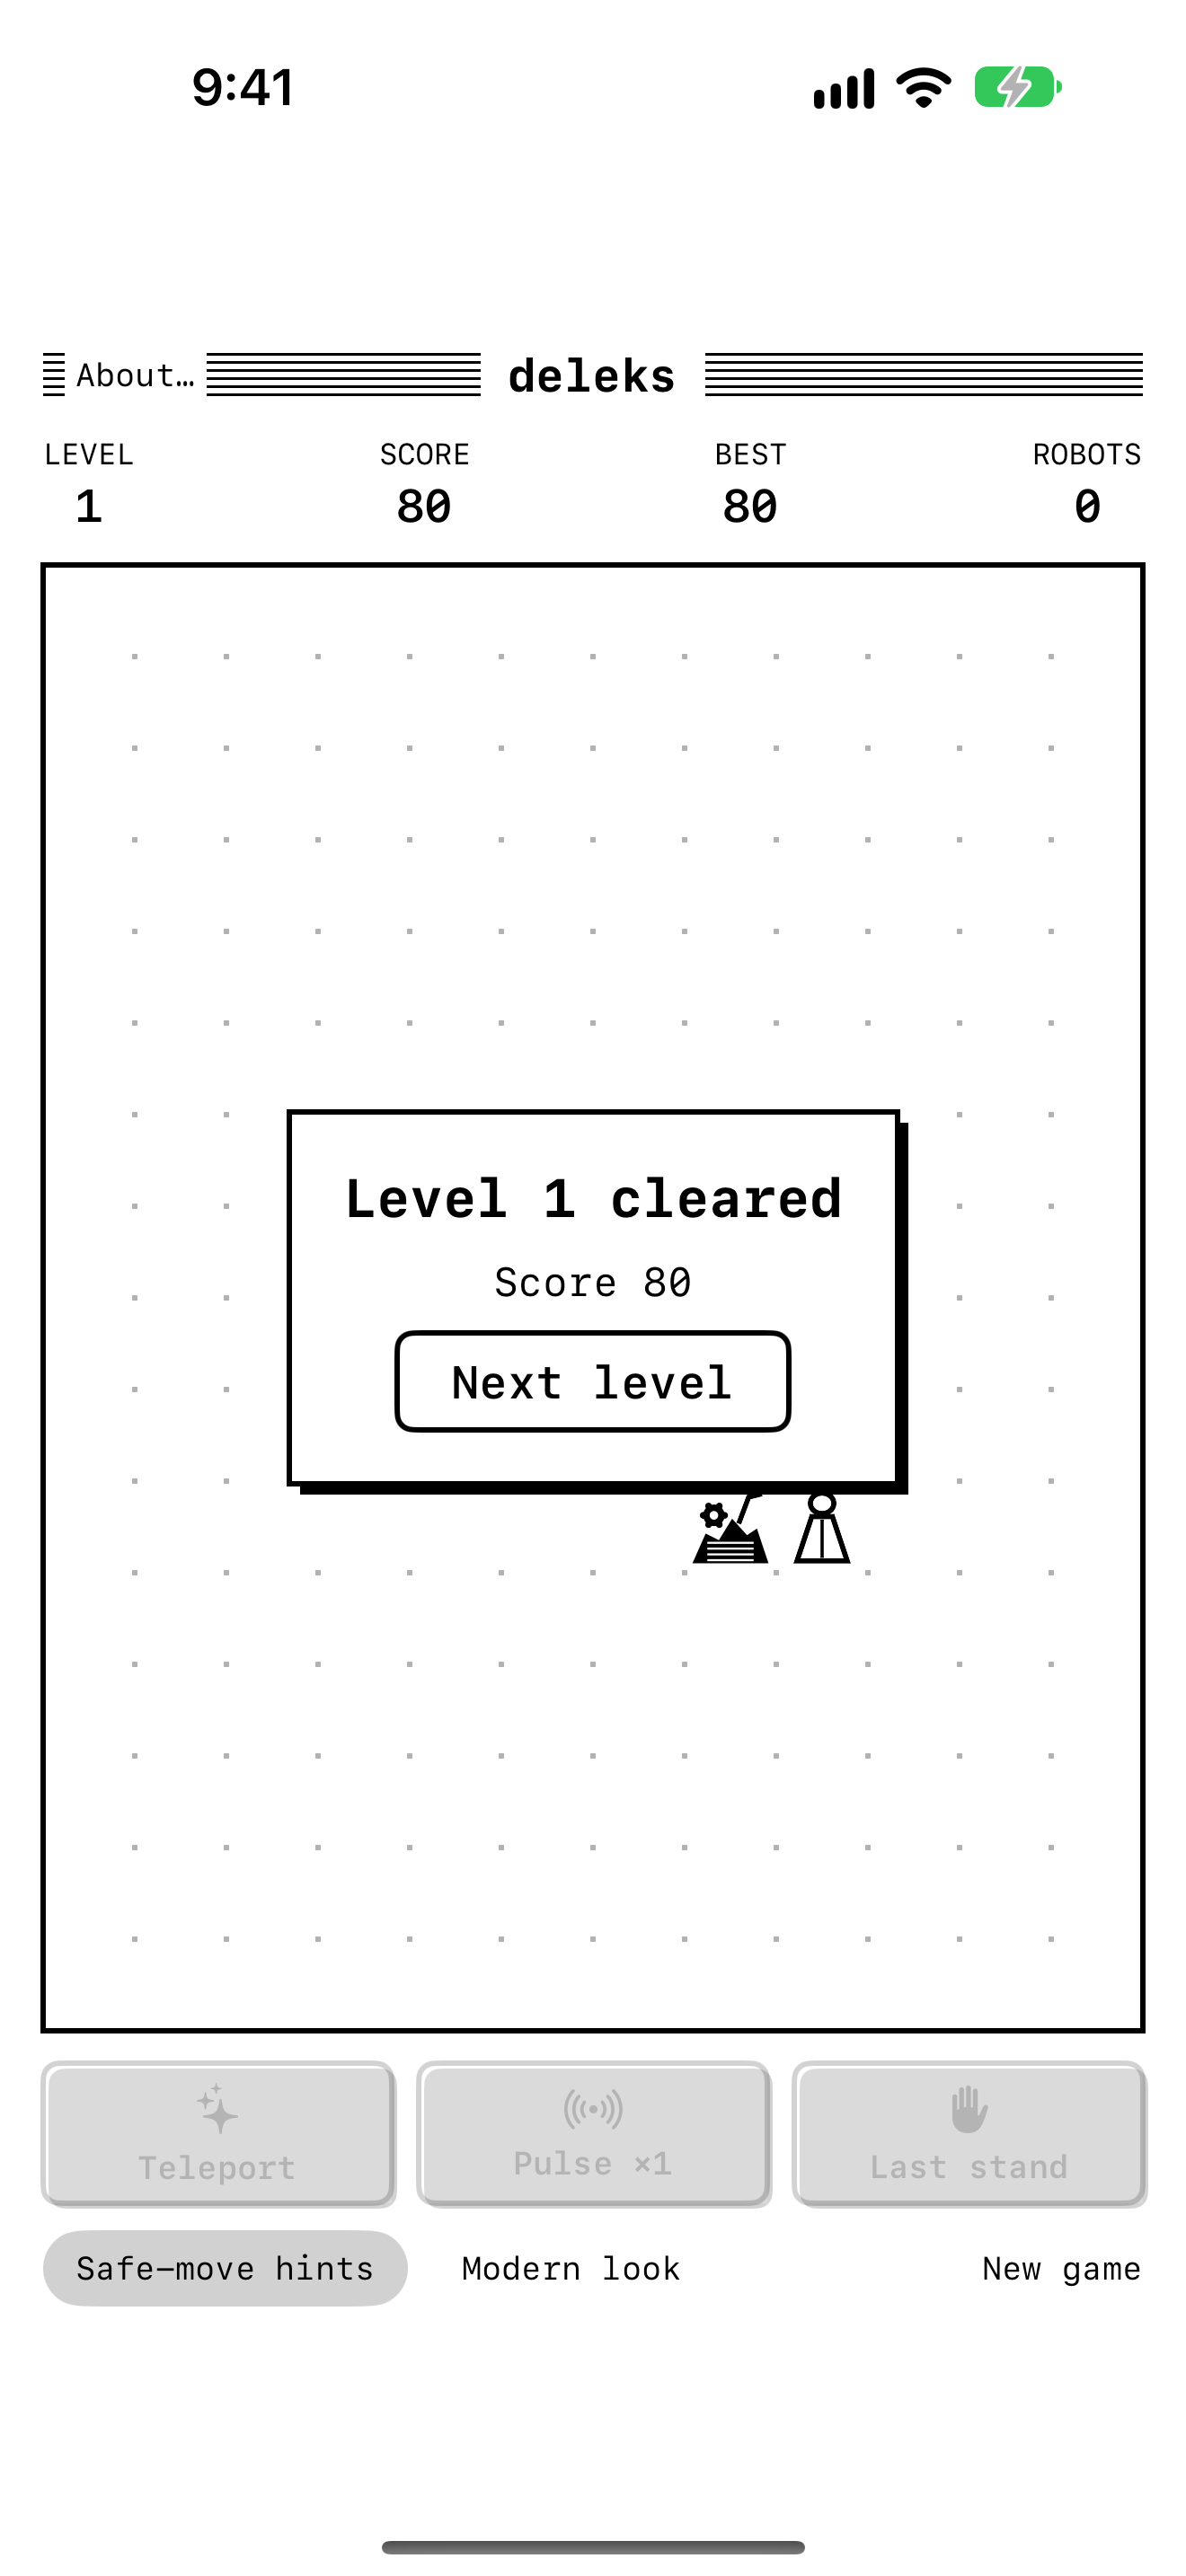 9:41
About…
deleks
LEVEL SCORE BEST ROBOTS
1 80 80 0
Level 1 cleared
Score 80
Next level
Teleport Pulse ×1 Last stand
Safe–move hints Modern look New game